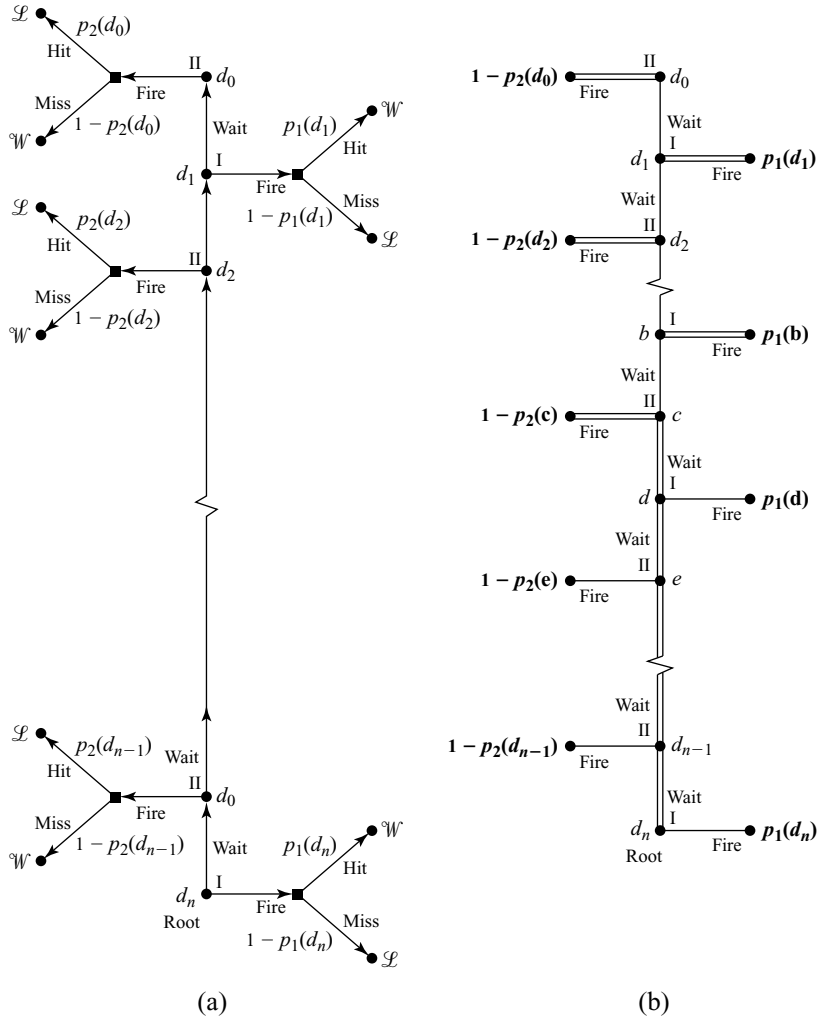 ℒ
p₂(d₀)
Hit
II
d₀
Fire
Miss
Wait
𝒲
1 − p₂(d₀)
p₁(d₁)
𝒲
Hit
I
d₁
Fire
Miss
1 − p₁(d₁)
ℒ
ℒ
p₂(d₂)
Hit
II
d₂
Fire
Miss
𝒲
1 − p₂(d₂)
ℒ
p₂(dₙ₋₁)
Hit
Wait
II
d₀
Fire
Miss
Wait
𝒲
1 − p₂(dₙ₋₁)
p₁(dₙ)
𝒲
Hit
I
dₙ
Fire
Root
Miss
1 − p₁(dₙ)
ℒ
(a)
1 − p₂(d₀)
II
d₀
Fire
Wait
I
d₁
p₁(d₁)
Fire
Wait
1 − p₂(d₂)
II
d₂
Fire
I
b
p₁(b)
Fire
Wait
1 − p₂(c)
II
c
Fire
Wait
I
d
p₁(d)
Fire
Wait
1 − p₂(e)
II
e
Fire
Wait
1 − p₂(dₙ₋₁)
II
dₙ₋₁
Fire
Wait
I
dₙ
p₁(dₙ)
Root
Fire
(b)